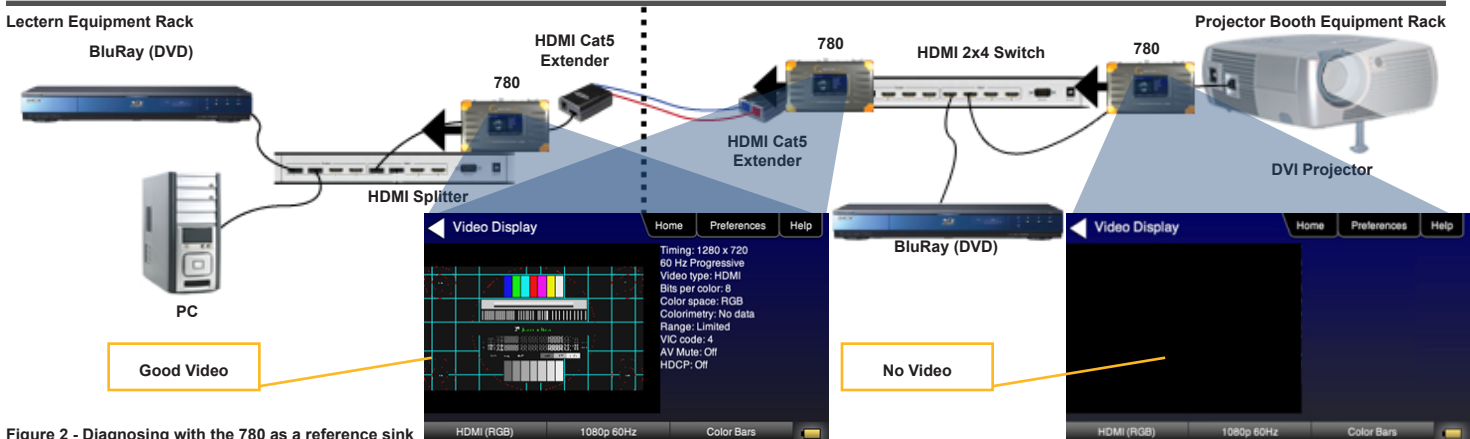 Lectern Equipment Rack
Projector Booth Equipment Rack
BluRay (DVD)
HDMI Cat5
Extender
780
780
HDMI 2x4 Switch
780
HDMI Cat5
Extender
DVI Projector
HDMI Splitter
PC
BluRay (DVD)
Video Display
Home
Preferences
Help
Timing: 1280 x 720
60 Hz Progressive
Video type: HDMI
Bits per color: 8
Color space: RGB
Colorimetry: No data
Range: Limited
VIC code: 4
AV Mute: Off
HDCP: Off
HDMI (RGB)
1080p 60Hz
Color Bars
Good Video
Video Display
Home
Preferences
Help
HDMI (RGB)
1080p 60Hz
Color Bars
No Video
Figure 2 - Diagnosing with the 780 as a reference sink